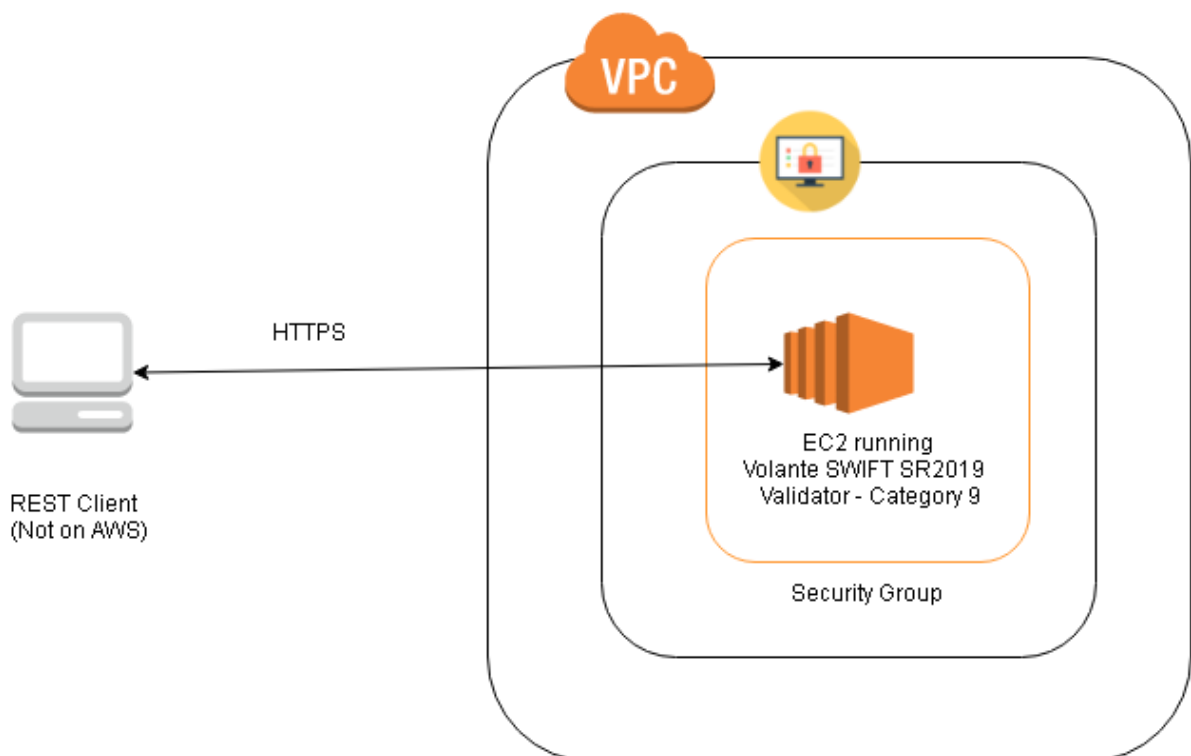 VPC
HTTPS
REST Client
(Not on AWS)
EC2 running
Volante SWIFT SR2019
Validator - Category 9
Security Group